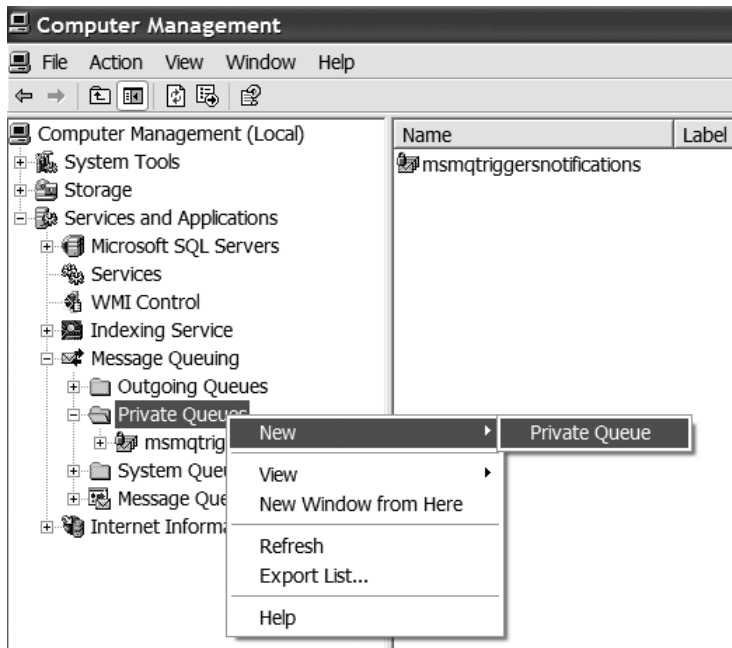 Computer Management
File Action View Window Help
Computer Management (Local)
System Tools
Storage
Services and Applications
Microsoft SQL Servers
Services
WMI Control
Indexing Service
Message Queuing
Outgoing Queues
Private Queues
msmqtrig
System Que
Message Que
Internet Informa
Name Label
msmqtriggersnotifications
New
View
New Window from Here
Refresh
Export List...
Help
Private Queue